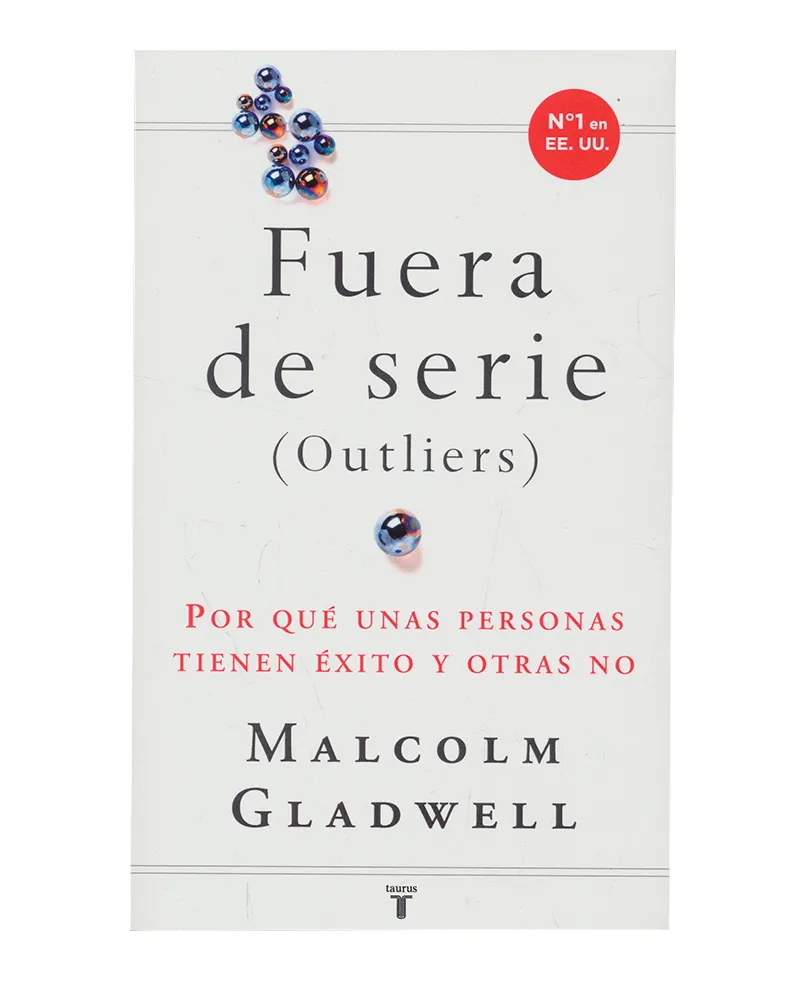 N°1 en
EE. UU.
Fuera
de serie
(Outliers)
POR QUÉ UNAS PERSONAS
TIENEN ÉXITO Y OTRAS NO
MALCOLM
GLADWELL
taurus